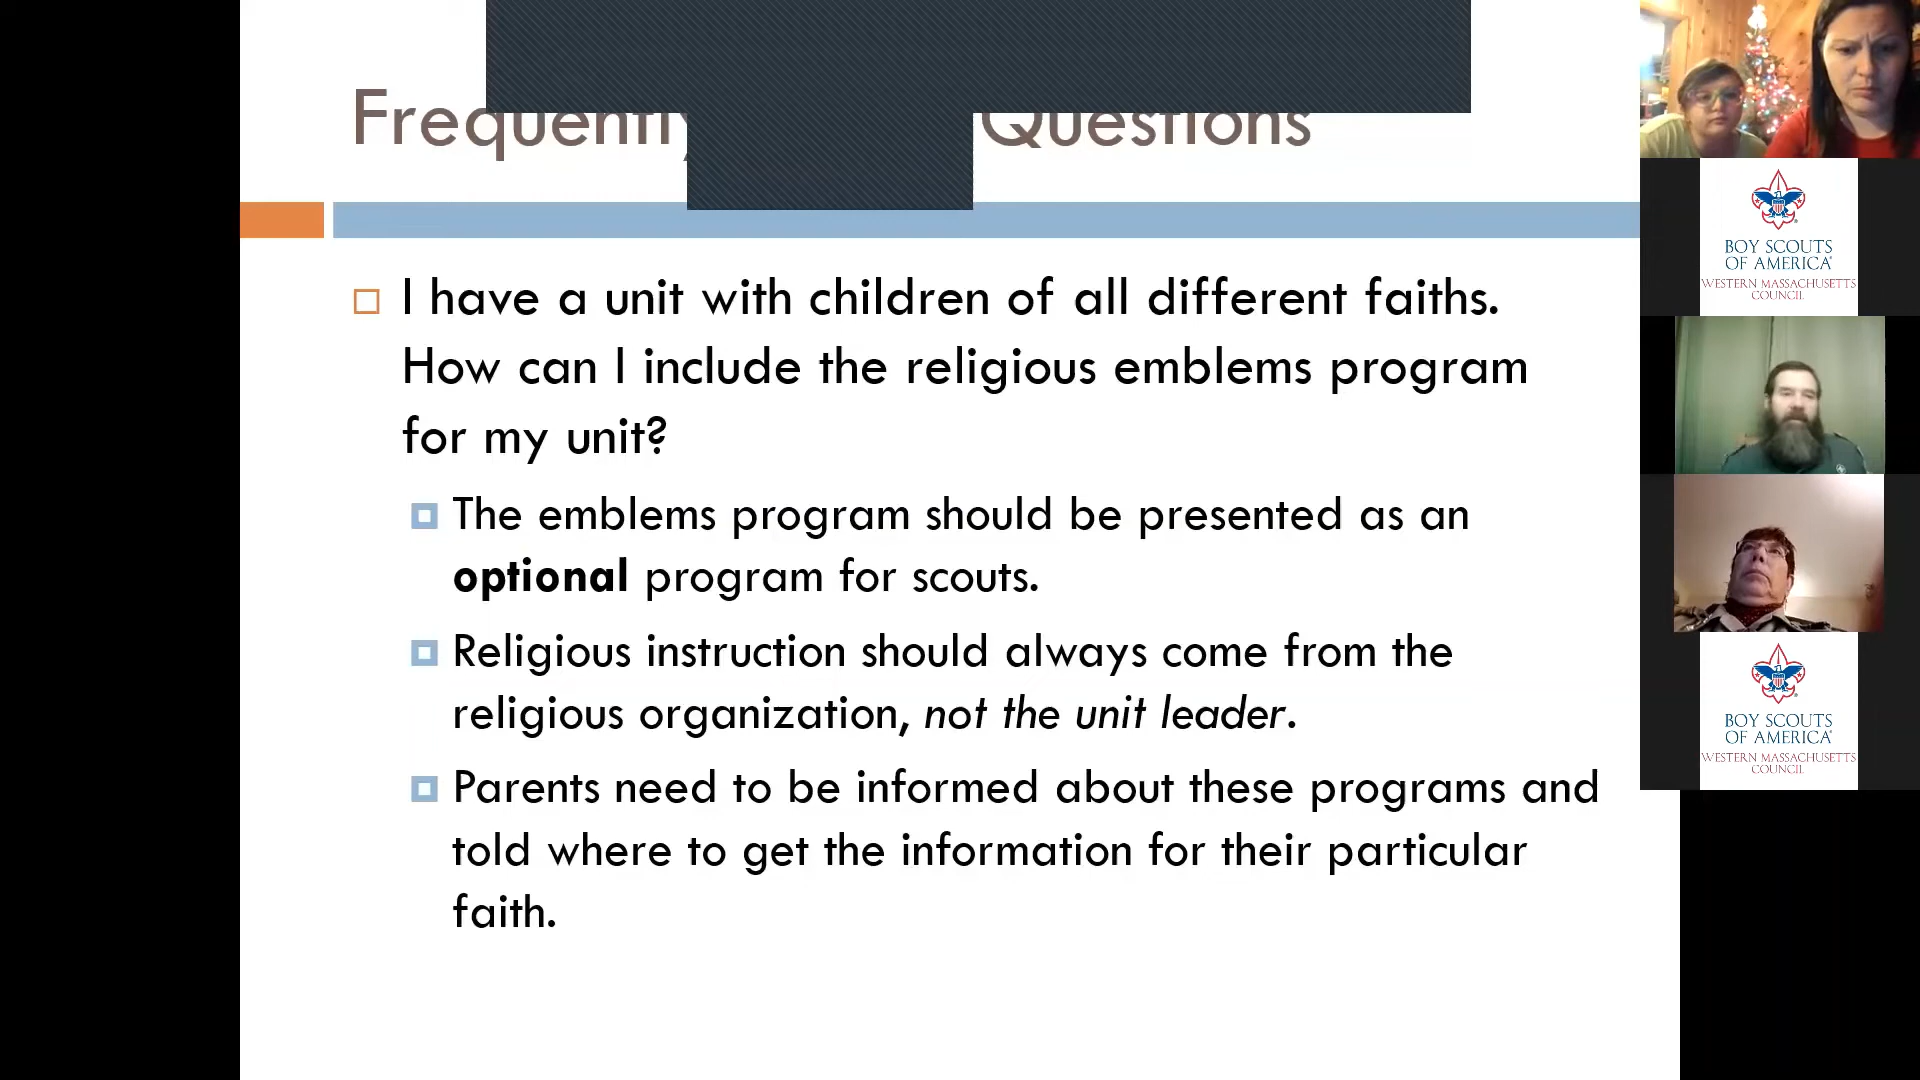 Frequently Questions
I have a unit with children of all different faiths.
How can I include the religious emblems program
for my unit?
The emblems program should be presented as an
optional program for scouts.
Religious instruction should always come from the
religious organization, not the unit leader.
Parents need to be informed about these programs and
told where to get the information for their particular
faith.
BOY SCOUTS
OF AMERICA®
WESTERN MASSACHUSETTS
COUNCIL
BOY SCOUTS
OF AMERICA®
WESTERN MASSACHUSETTS
COUNCIL